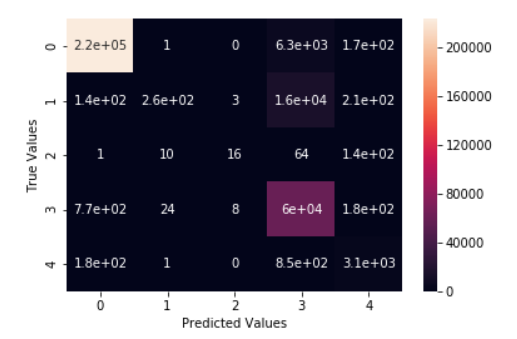 0 2.2e+05 1 0 6.3e+03 1.7e+02
1 1.4e+02 2.6e+02 3 1.6e+04 2.1e+02
2 1 10 16 64 1.4e+02
3 7.7e+02 24 8 6e+04 1.8e+02
4 1.8e+02 1 0 8.5e+02 3.1e+03
0 1 2 3 4
Predicted Values
True Values
200000
160000
120000
80000
40000
0